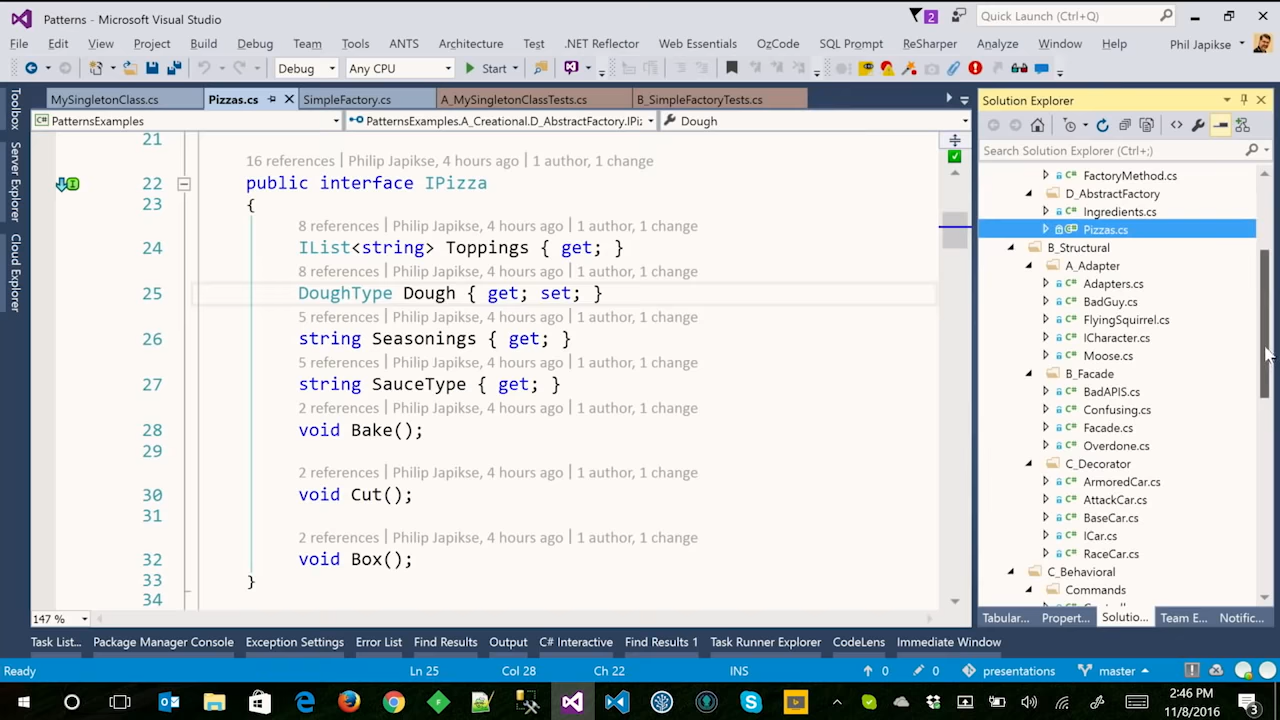 Patterns - Microsoft Visual Studio
2
Quick Launch (Ctrl+Q)
File Edit View Project Build Debug Team Tools ANTS Architecture Test .NET Reflector Web Essentials OzCode SQL Prompt ReSharper Analyze Window Help Phil Japikse
Debug Any CPU Start
MySingletonClass.cs Pizzas.cs SimpleFactory.cs A_MySingletonClassTests.cs B_SimpleFactoryTests.cs
PatternsExamples PatternsExamples.A_Creational.D_AbstractFactory.IPiz Dough
Toolbox
Server Explorer
Cloud Explorer
21
16 references | Philip Japikse, 4 hours ago | 1 author, 1 change
22 public interface IPizza
23 {
8 references | Philip Japikse, 4 hours ago | 1 author, 1 change
24 IList<string> Toppings { get; }
8 references | Philip Japikse, 4 hours ago | 1 author, 1 change
25 DoughType Dough { get; set; }
5 references | Philip Japikse, 4 hours ago | 1 author, 1 change
26 string Seasonings { get; }
5 references | Philip Japikse, 4 hours ago | 1 author, 1 change
27 string SauceType { get; }
2 references | Philip Japikse, 4 hours ago | 1 author, 1 change
28 void Bake();
29
2 references | Philip Japikse, 4 hours ago | 1 author, 1 change
30 void Cut();
31
2 references | Philip Japikse, 4 hours ago | 1 author, 1 change
32 void Box();
33 }
34
147 %
Solution Explorer
Search Solution Explorer (Ctrl+;)
C# FactoryMethod.cs
D_AbstractFactory
C# Ingredients.cs
Pizzas.cs
B_Structural
A_Adapter
C# Adapters.cs
C# BadGuy.cs
C# FlyingSquirrel.cs
C# ICharacter.cs
C# Moose.cs
B_Facade
C# BadAPIS.cs
C# Confusing.cs
C# Facade.cs
C# Overdone.cs
C_Decorator
C# ArmoredCar.cs
C# AttackCar.cs
C# BaseCar.cs
C# ICar.cs
C# RaceCar.cs
C_Behavioral
Commands
Tabular... Propert... Solutio... Team E... Notific...
Task List... Package Manager Console Exception Settings Error List Find Results Output C# Interactive Find Results 1 Task Runner Explorer CodeLens Immediate Window
Ready Ln 25 Col 28 Ch 22 INS 0 0 presentations master
2:46 PM
11/8/2016
3